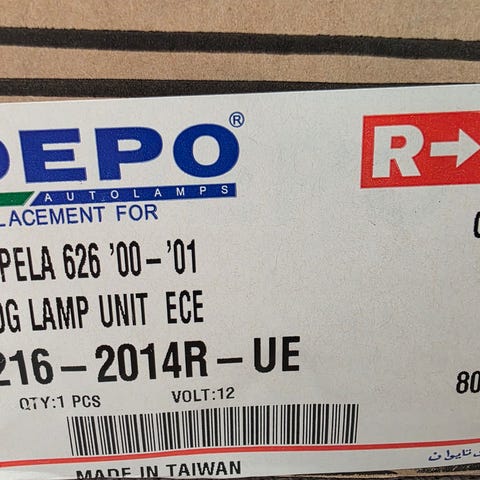 DEPO®
AUTOLAMPS
R→
LACEMENT FOR
PELA 626 '00-'01
OG LAMP UNIT ECE
216-2014R-UE
80
QTY:1 PCS VOLT:12
MADE IN TAIWAN